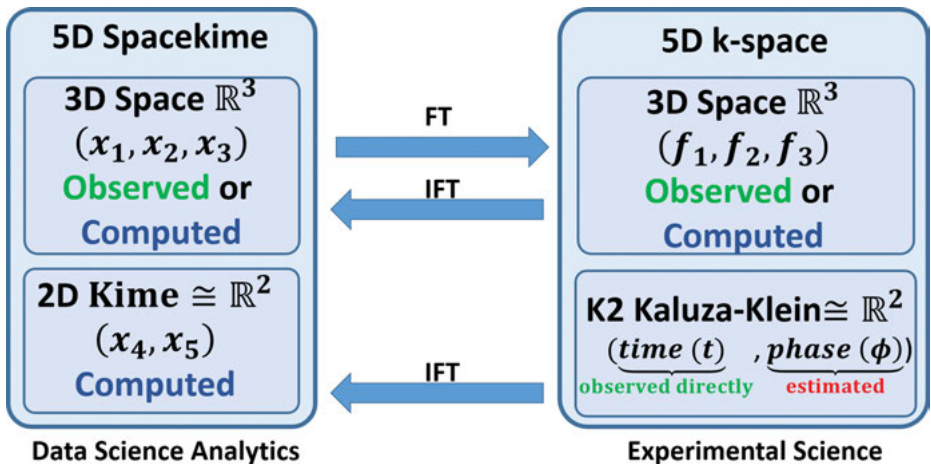 5D Spacekime
3D Space ℝ³
(x₁, x₂, x₃)
Observed or
Computed
2D Kime ≅ ℝ²
(x₄, x₅)
Computed
Data Science Analytics
FT
IFT
IFT
5D k-space
3D Space ℝ³
(f₁, f₂, f₃)
Observed or
Computed
K2 Kaluza-Klein≅ ℝ²
(time (t) , phase (ϕ))
observed directly estimated
Experimental Science